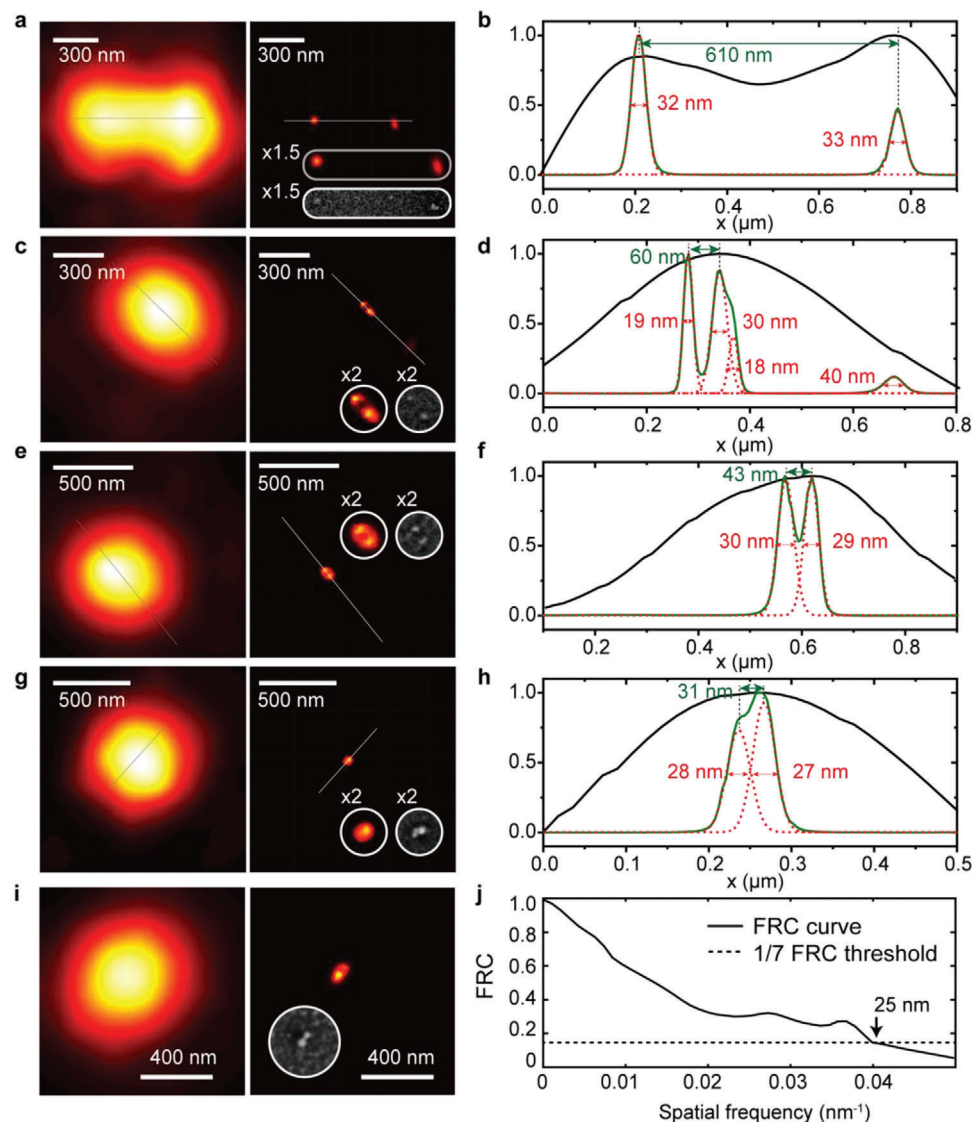 a
300 nm
300 nm
x1.5
x1.5
b
1.0
0.5
0.0
610 nm
32 nm
33 nm
0.0 0.2 0.4 0.6 0.8
x (µm)
c
300 nm
300 nm
x2 x2
d
1.0
0.5
0.0
60 nm
19 nm
30 nm
18 nm
40 nm
0.0 0.2 0.4 0.6 0.8
x (µm)
e
500 nm
500 nm
x2 x2
f
1.0
0.5
0.0
43 nm
30 nm
29 nm
0.2 0.4 0.6 0.8
x (µm)
g
500 nm
500 nm
x2 x2
h
1.0
0.5
0.0
31 nm
28 nm
27 nm
0.0 0.1 0.2 0.3 0.4 0.5
x (µm)
i
400 nm
400 nm
j
1.0
0.8
0.6
0.4
0.2
0
FRC
FRC curve
1/7 FRC threshold
25 nm
0 0.01 0.02 0.03 0.04
Spatial frequency (nm⁻¹)